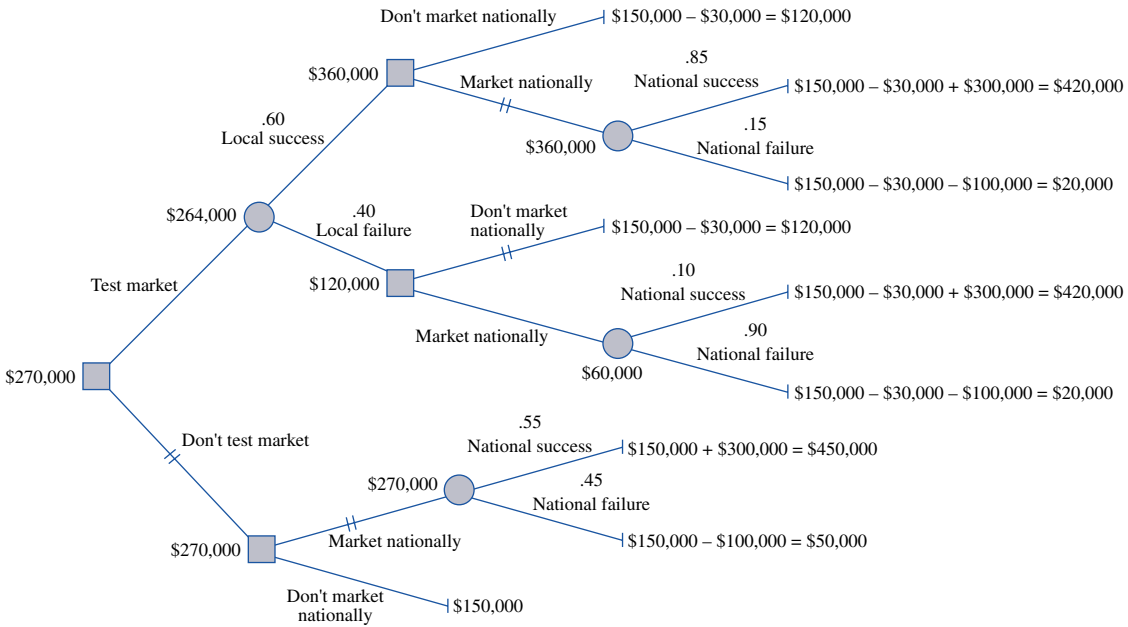 Don't market nationally
$150,000 – $30,000 = $120,000
$360,000
Market nationally
.85
National success
$150,000 – $30,000 + $300,000 = $420,000
.60
Local success
$360,000
.15
National failure
$150,000 – $30,000 – $100,000 = $20,000
$264,000
.40
Local failure
Don't market
nationally
$150,000 – $30,000 = $120,000
Test market
$120,000
.10
National success
$150,000 – $30,000 + $300,000 = $420,000
Market nationally
.90
National failure
$60,000
$150,000 – $30,000 – $100,000 = $20,000
$270,000
Don't test market
.55
National success
$150,000 + $300,000 = $450,000
$270,000
.45
National failure
$150,000 – $100,000 = $50,000
$270,000
Market nationally
Don't market
nationally
$150,000